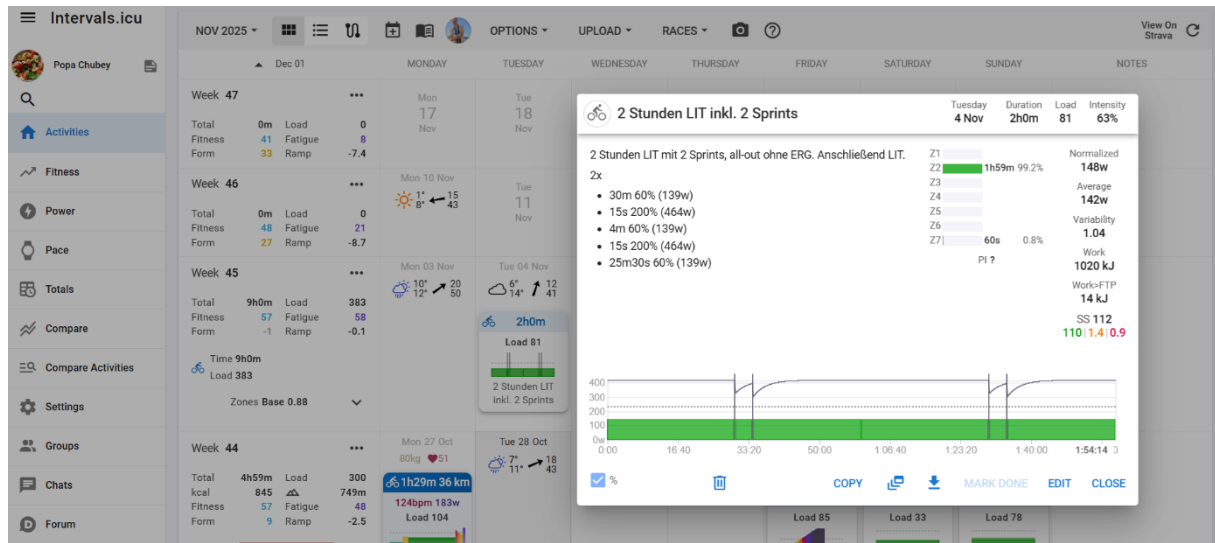 Intervals.icu
NOV 2025
OPTIONS
UPLOAD
RACES
View On
Strava
Popa Chubey
Dec 01
MONDAY
TUESDAY
WEDNESDAY
THURSDAY
FRIDAY
SATURDAY
SUNDAY
NOTES
Activities
Fitness
Power
Pace
Totals
Compare
Compare Activities
Settings
Groups
Chats
Forum
Week 47
Total 0m Load 0
Fitness 41 Fatigue 8
Form 33 Ramp -7.4
Mon
17
Nov
Tue
18
Nov
Week 46
Total 0m Load 0
Fitness 48 Fatigue 21
Form 27 Ramp -8.7
Mon 10 Nov
1° 15
8° 43
Tue
11
Nov
Week 45
Total 9h0m Load 383
Fitness 57 Fatigue 58
Form -1 Ramp -0.1
Time 9h0m
Load 383
Zones Base 0.88
Mon 03 Nov
10° 20
12° 50
Tue 04 Nov
6° 12
14° 41
2h0m
Load 81
2 Stunden LIT
inkl. 2 Sprints
Week 44
Total 4h59m Load 300
kcal 845 749m
Fitness 57 Fatigue 48
Form 9 Ramp -2.5
Mon 27 Oct
80kg 51
1h29m 36 km
124bpm 183w
Load 104
Tue 28 Oct
7° 18
11° 43
Load 85
Load 33
Load 78
2 Stunden LIT inkl. 2 Sprints
Tuesday Duration Load Intensity
4 Nov 2h0m 81 63%
2 Stunden LIT mit 2 Sprints, all-out ohne ERG. Anschließend LIT.
2x
• 30m 60% (139w)
• 15s 200% (464w)
• 4m 60% (139w)
• 15s 200% (464w)
• 25m30s 60% (139w)
Z1
Z2 1h59m 99.2%
Z3
Z4
Z5
Z6
Z7 60s 0.8%
PI ?
Normalized
148w
Average
142w
Variability
1.04
Work
1020 kJ
Work>FTP
14 kJ
SS 112
110 | 1.4 | 0.9
400
300
200
100
0w
0:00 16:40 33:20 50:00 1:06:40 1:23:20 1:40:00 1:54:14
%
COPY
MARK DONE
EDIT
CLOSE